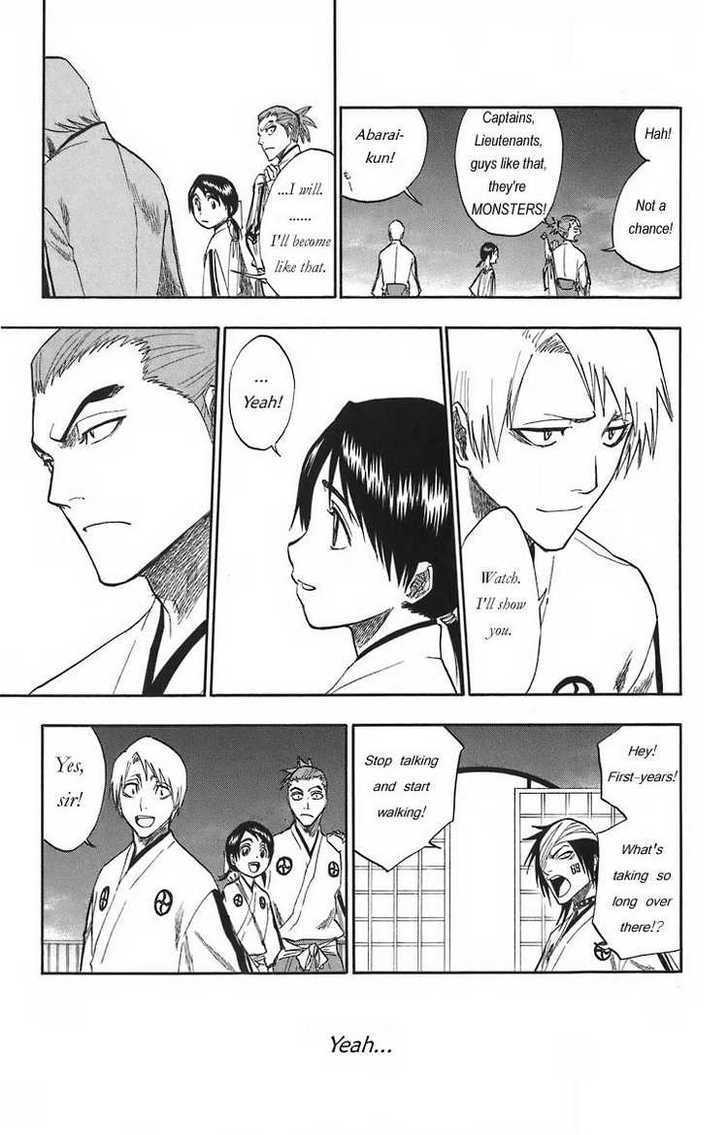 Hah!
Not a
chance!
Captains,
Lieutenants,
guys like that,
they're
MONSTERS!
Abarai-
kun!
...I will.
......
I'll become
like that.
Watch.
I'll show
you.
...
Yeah!
Hey!
First-years!
What's
taking so
long over
there!?
69
Stop talking
and start
walking!
Yes,
sir!
Yeah...